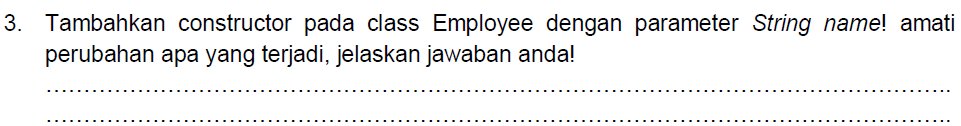 3. Tambahkan constructor pada class Employee dengan parameter String name! amati
perubahan apa yang terjadi, jelaskan jawaban anda!
……………………………………………………………………………………………………..
……………………………………………………………………………………………………..